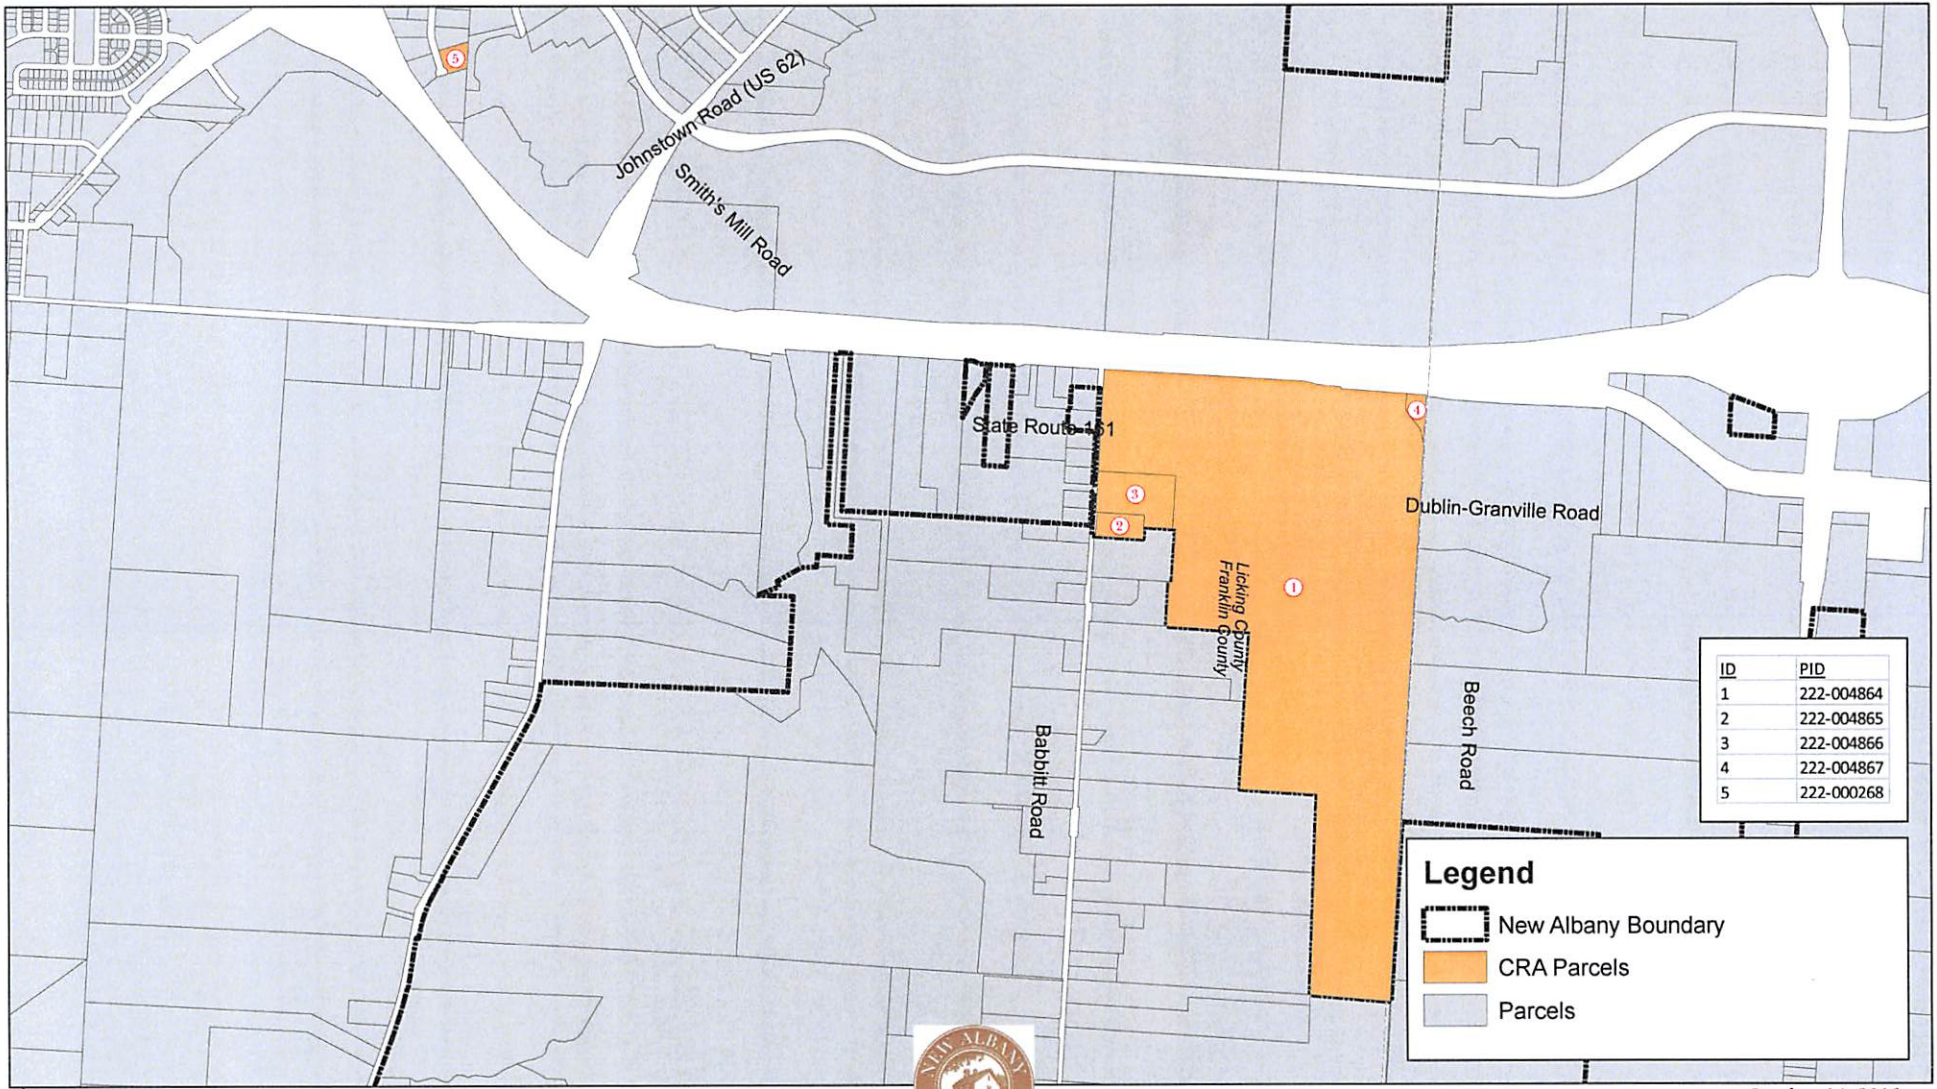 5
Johnstown Road (US 62)
Smith's Mill Road
4
State Route 161
3
Dublin-Granville Road
2
1
Licking County
Franklin County
ID PID
1 222-004864
2 222-004865
3 222-004866
4 222-004867
5 222-000268
Beech Road
Babbitt Road
Legend
New Albany Boundary
CRA Parcels
Parcels
NEW ALBANY